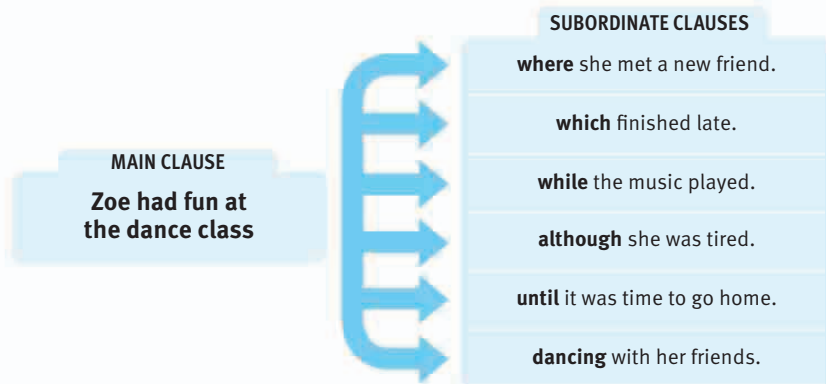 MAIN CLAUSE
Zoe had fun at
the dance class
SUBORDINATE CLAUSES
where she met a new friend.
which finished late.
while the music played.
although she was tired.
until it was time to go home.
dancing with her friends.